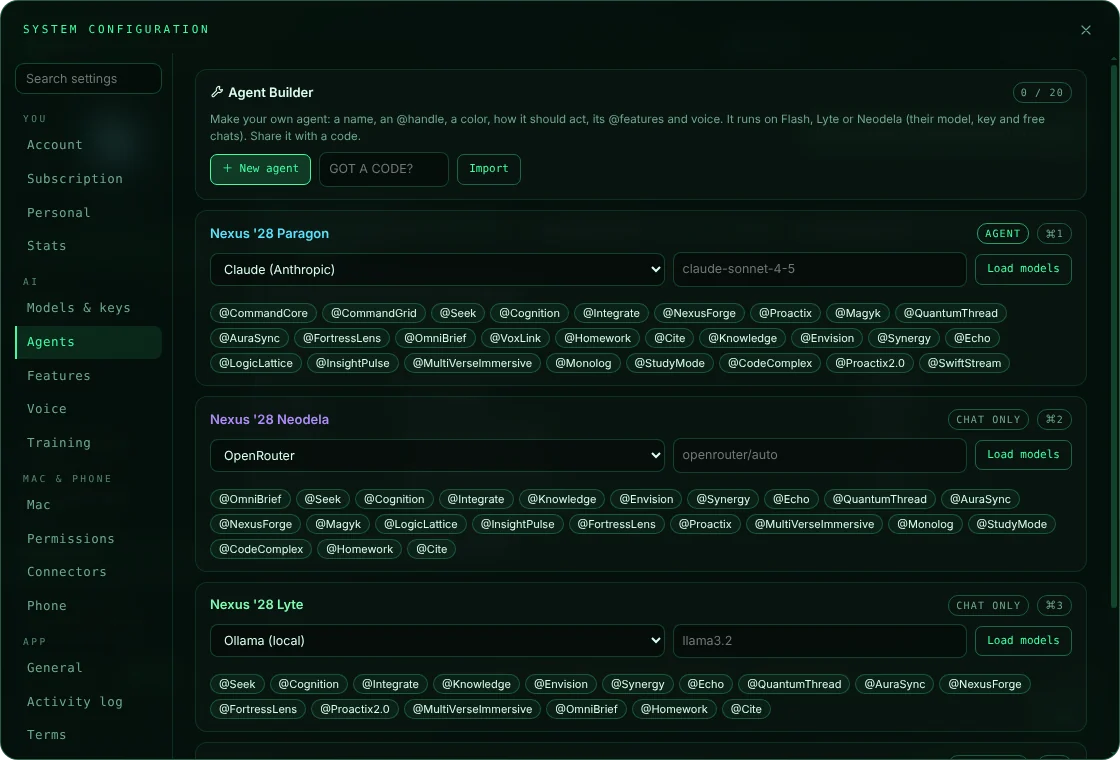 SYSTEM CONFIGURATION
Search settings
YOU
Account
Subscription
Personal
Stats
AI
Models & keys
Agents
Features
Voice
Training
MAC & PHONE
Mac
Permissions
Connectors
Phone
APP
General
Activity log
Terms
Agent Builder
0 / 20
Make your own agent: a name, an @handle, a color, how it should act, its @features and voice. It runs on Flash, Lyte or Neodela (their model, key and free
chats). Share it with a code.
+ New agent GOT A CODE? Import
Nexus '28 Paragon AGENT ⌘1
Claude (Anthropic) claude-sonnet-4-5 Load models
@CommandCore @CommandGrid @Seek @Cognition @Integrate @NexusForge @Proactix @Magyk @QuantumThread
@AuraSync @FortressLens @OmniBrief @VoxLink @Homework @Cite @Knowledge @Envision @Synergy @Echo
@LogicLattice @InsightPulse @MultiVerseImmersive @Monolog @StudyMode @CodeComplex @Proactix2.0 @SwiftStream
Nexus '28 Neodela CHAT ONLY ⌘2
OpenRouter openrouter/auto Load models
@OmniBrief @Seek @Cognition @Integrate @Knowledge @Envision @Synergy @Echo @QuantumThread @AuraSync
@NexusForge @Magyk @LogicLattice @InsightPulse @FortressLens @Proactix @MultiVerseImmersive @Monolog @StudyMode
@CodeComplex @Homework @Cite
Nexus '28 Lyte CHAT ONLY ⌘3
Ollama (local) llama3.2 Load models
@Seek @Cognition @Integrate @Knowledge @Envision @Synergy @Echo @QuantumThread @AuraSync @NexusForge
@FortressLens @Proactix2.0 @MultiVerseImmersive @OmniBrief @Homework @Cite